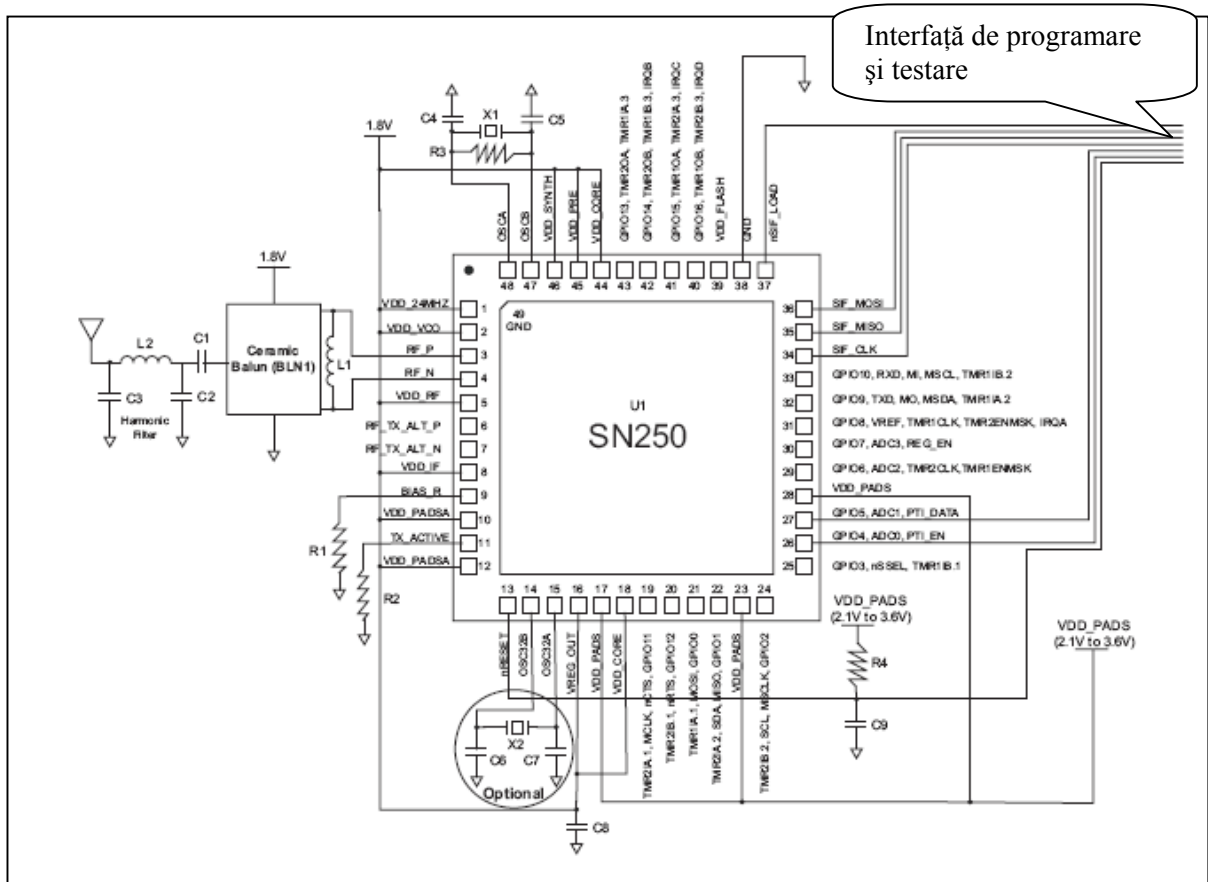 Interfață de programare
şi testare
1.8V
C4
X1
C5
R3
OSCA
OSCB
VDD_SYNTH
VDD_PRE
VDD_CORE
GPIO13, TMR2OA, TMR1IA.3
GPIO14, TMR2OB, TMR1IB.3, IRQB
GPIO15, TMR1OA, TMR2IA.3, IRQC
GPIO16, TMR1OB, TMR2IB.3, IRQD
VDD_FLASH
GND
nSIF_LOAD
48
47
46
45
44
43
42
41
40
39
38
37
1.8V
Ceramic
Balun (BLN1)
L1
L2
C1
C2
C3
Harmonic
Filter
VDD_24MHZ
1
VDD_VCO
2
RF_P
3
RF_N
4
VDD_RF
5
RF_TX_ALT_P
6
RF_TX_ALT_N
7
VDD_IF
8
BIAS_R
9
VDD_PADSA
10
TX_ACTIVE
11
VDD_PADSA
12
R1
R2
49
GND
U1
SN250
36
SIF_MOSI
35
SIF_MISO
34
SIF_CLK
33
GPIO10, RXD, MI, MSCL, TMR1IB.2
32
GPIO9, TXD, MO, MSDA, TMR1IA.2
31
GPIO8, VREF, TMR1CLK, TMR2ENMSK, IRQA
30
GPIO7, ADC3, REG_EN
29
GPIO6, ADC2, TMR2CLK,TMR1ENMSK
28
VDD_PADS
27
GPIO5, ADC1, PTI_DATA
26
GPIO4, ADC0, PTI_EN
25
GPIO3, nSSEL, TMR1IB.1
13
14
15
16
17
18
19
20
21
22
23
24
nRESET
OSC32B
OSC32A
VREG_OUT
VDD_PADS
VDD_CORE
TMR2IA.1, MCLK, nCTS, GPIO11
TMR2IB.1, nRTS, GPIO12
TMR1IA.1, MOSI, GPIO0
TMR2IA.2, SDA, MISO, GPIO1
VDD_PADS
TMR2IB.2, SCL, MSCLK, GPIO2
X2
C6
C7
Optional
C8
VDD_PADS
(2.1V to 3.6V)
R4
C9
VDD_PADS
(2.1V to 3.6V)